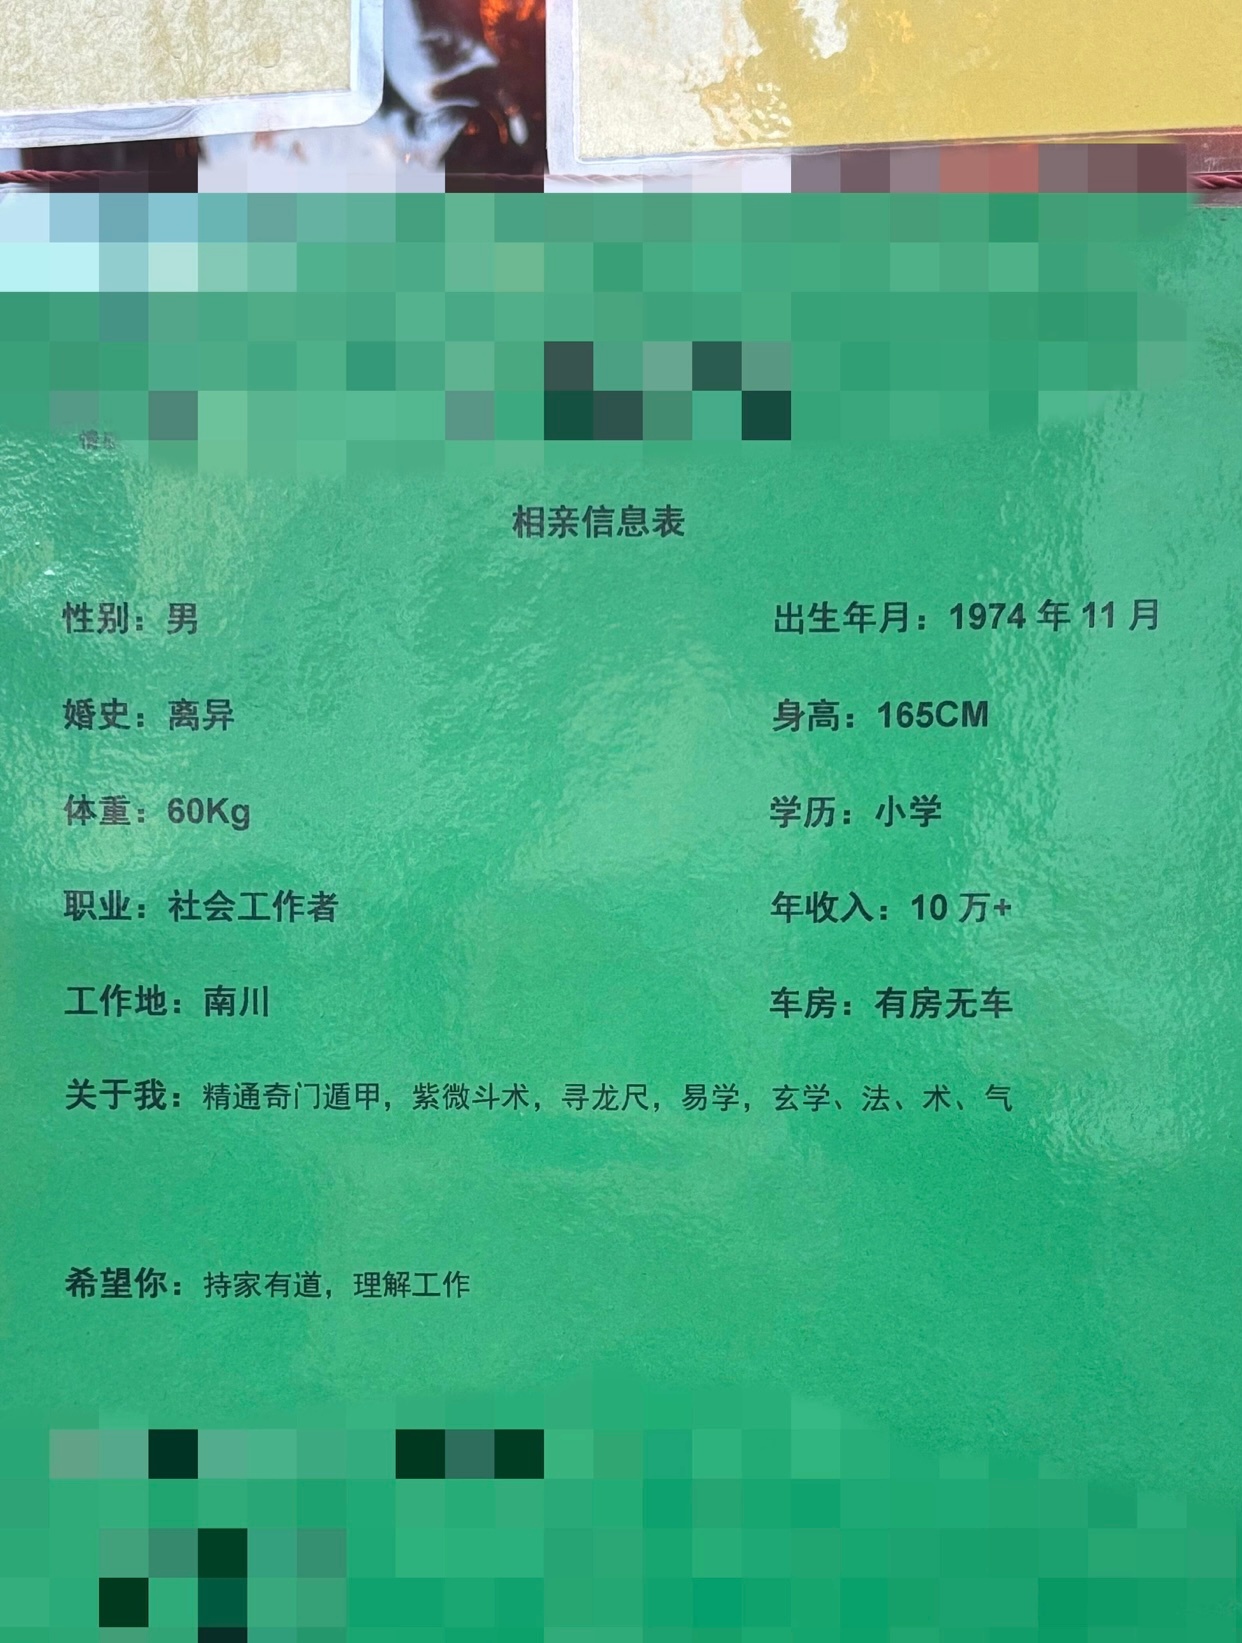 相亲信息表
性别：男 出生年月：1974 年 11 月
婚史：离异 身高：165CM
体重：60Kg 学历：小学
职业：社会工作者 年收入：10 万+
工作地：南川 车房：有房无车
关于我：精通奇门遁甲，紫微斗术，寻龙尺，易学，玄学、法、术、气
希望你：持家有道，理解工作